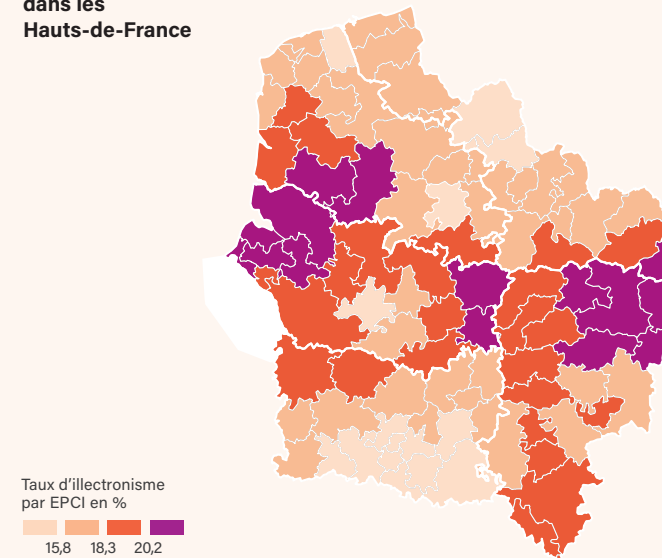 dans les
Hauts-de-France
Taux d’illectronisme
par EPCI en %
15,8 18,3 20,2